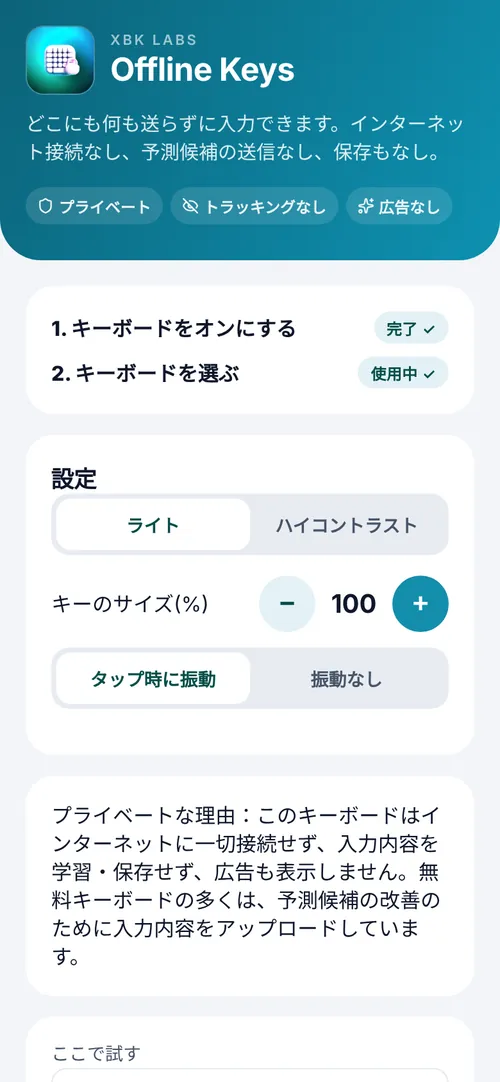 XBK LABS
Offline Keys
どこにも何も送らずに入力できます。インターネッ
ト接続なし、予測候補の送信なし、保存もなし。
プライベート
トラッキングなし
広告なし
1. キーボードをオンにする
完了 ✓
2. キーボードを選ぶ
使用中 ✓
設定
ライト
ハイコントラスト
キーのサイズ(%)
−
100
+
タップ時に振動
振動なし
プライベートな理由：このキーボードはイ
ンターネットに一切接続せず、入力内容を
学習・保存せず、広告も表示しません。無
料キーボードの多くは、予測候補の改善の
ために入力内容をアップロードしていま
す。
ここで試す